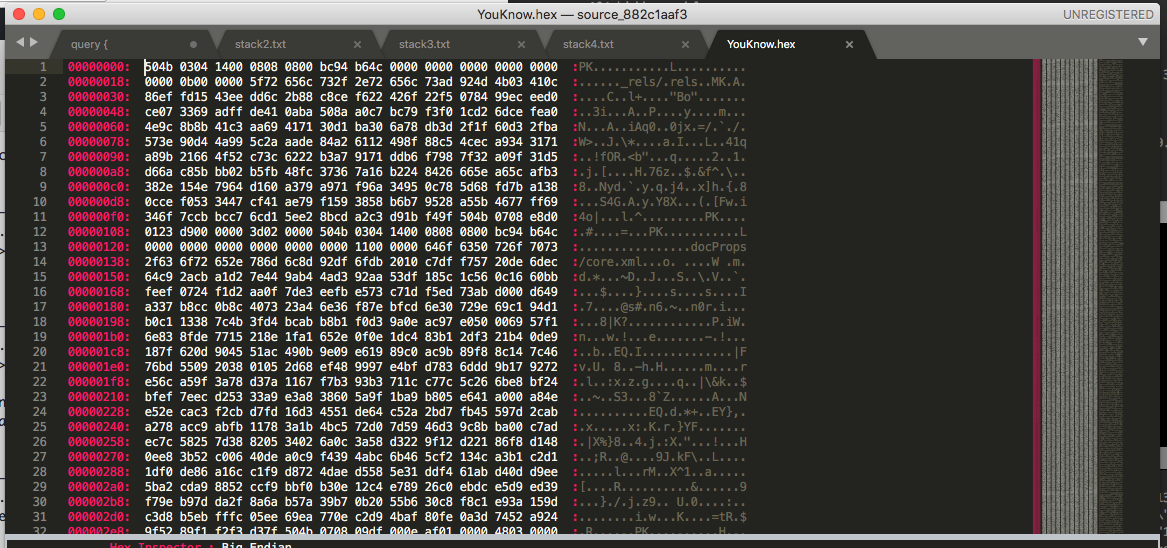 YouKnow.hex — source_882c1aaf3
UNREGISTERED
query {
stack2.txt
stack3.txt
stack4.txt
YouKnow.hex
1 00000000: 504b 0304 1400 0808 0800 bc94 b64c 0000 0000 0000 0000 :PK...........L..........
2 00000018: 0000 0b00 0000 5f72 656c 732f 2e72 656c 73ad 924d 4b03 410c :......_rels/.rels..MK.A.
3 00000030: 86ef fd15 43ee dd6c 2b88 c8ce f622 426f 22f5 0784 99ec eed0 :....C..l+...."Bo".......
4 00000048: ce07 3369 adff de41 0aba 508a a0c7 bc79 f3f0 1cd2 6dce fea0 :..3i...A..P....y....m...
5 00000060: 4e9c 8b8b 41c3 aa69 4171 30d1 ba30 6a78 db3d 2f1f 60d3 2fba :N...A..iAq0..0jx.=/.`./.
6 00000078: 573e 90d4 4a99 5c2a aade 84a2 6112 498f 88c5 4cec a934 3171 :W>..J.\*....a.I...L..41q
7 00000090: a89b 2166 4f52 c73c 6222 b3a7 9171 ddb6 f798 7f32 a09f 31d5 :..!fOR.<b"...q.....2..1.
8 000000a8: d66a c85b bb02 b5fb 48fc 3736 7a16 b224 8426 665e a65c afb3 :.j.[....H.76z..$.&f^.\..
9 000000c0: 382e 154e 7964 d160 a379 a971 f96a 3495 0c78 5d68 fd7b a138 :8..Nyd.`.y.q.j4..x]h.{.8
10 000000d8: 0cce f053 3447 cf41 ae79 f159 3858 b6b7 9528 a55b 4677 ff69 :...S4G.A.y.Y8X...(.[Fw.i
11 000000f0: 346f 7ccb bcc7 6cd1 5ee2 8bcd a2c3 d91b f49f 504b 0708 e8d0 :4o|...l.^.........PK....
12 00000108: 0123 d900 0000 3d02 0000 504b 0304 1400 0808 0800 bc94 b64c :.#....=...PK...........L
13 00000120: 0000 0000 0000 0000 0000 0000 1100 0000 646f 6350 726f 7073 :................docProps
14 00000138: 2f63 6f72 652e 786d 6c8d 92df 6fdb 2010 c7df f757 20de 6dec :/core.xml...o. ....W .m.
15 00000150: 64c9 2acb a1d2 7e44 9ab4 4ad3 92aa 53df 185c 1c56 0c16 60bb :d.*...~D..J...S..\.V..`.
16 00000168: feef 0724 f1d2 aa0f 7de3 eefb e573 c71d f5ed 73ab d000 d649 :...$....}....s....s....I
17 00000180: a337 b8cc 0b8c 4073 23a4 6e36 f87e bfcd 6e30 729e 69c1 94d1 :.7....@s#.n6.~..n0r.i...
18 00000198: b0c1 1338 7c4b 3fd4 bcab b8b1 f0d3 9a0e ac97 e050 0069 57f1 :...8|K?............P.iW.
19 000001b0: 6e83 8fde 7715 218e 1fa1 652e 0f0e 1dc4 83b1 2df3 21b4 0de9 :n...w.!...e.......-.!...
20 000001c8: 187f 620d 9045 51ac 490b 9e09 e619 89c0 ac9b 89f8 8c14 7c46 :..b..EQ.I.............|F
21 000001e0: 76bd 5509 2038 0105 2d68 ef48 9997 e4bf d783 6ddd 9b17 9272 :v.U. 8..-h.H......m....r
22 000001f8: e56c a59f 3a78 d37a 1167 f7b3 93b3 711c c77c 5c26 6be8 bf24 :.l..:x.z.g....q..|\&k..$
23 00000210: bfef 7eec d253 33a9 e3a8 3860 5a9f 1ba9 b805 e641 a000 a84e :..~..S3...8`Z......A...N
24 00000228: e52e cac3 f2cb d7fd 16d3 4551 de64 c52a 2bd7 fb45 597d 2cab :..........EQ.d.*+..EY},.
25 00000240: a278 acc9 abfb 1178 3a1b 4bc5 72d0 7d59 46d3 9c8b ba00 c7ad :.x.....x:.K.r.}YF.......
26 00000258: ec7c 5825 7d38 8205 3402 6a0c 3a58 d322 9f12 d221 86f8 d148 :.|X%}8..4.j.:X."...!...H
27 00000270: 0ee8 3b52 c006 40de a0c9 f439 4abc 6b46 5cf2 134c a3b1 c2d1 :..;R..@....9J.kF\..L....
28 00000288: 1df0 de86 a16c c1f9 d872 4dae d558 5e31 ddf4 61ab d40d d9ee :.....l...rM..X^1..a.....
29 000002a0: 5ba2 cda9 8852 ccf9 bbf0 b30e 12c4 e789 26c0 ebdc e5d9 ed39 :[....R..........&......9
30 000002b8: f79e b97d da2f 8a6a b57a 39b7 0b20 55b6 30c8 f8c1 e93a 159d :...}./.j.z9.. U.0....:..
31 000002d0: c3d8 b5eb fffc 05ee 69ea 770e c2d9 4baf 80fe 0a3d 7452 a924 :........i.w...K....=tR.$